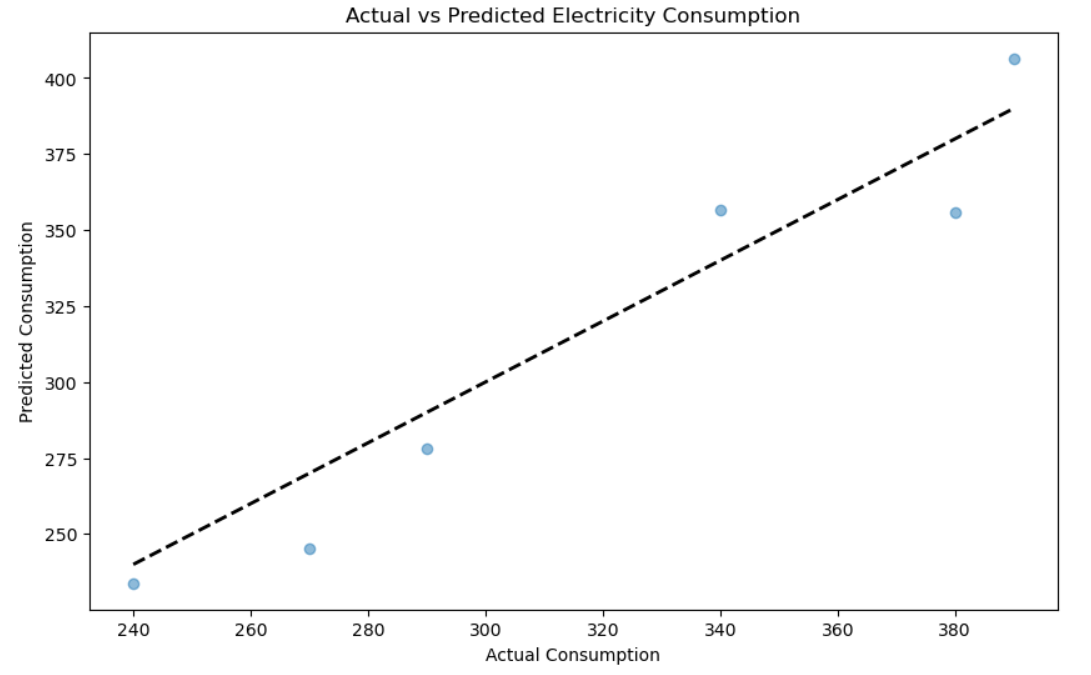 Actual vs Predicted Electricity Consumption
400
375
350
325
300
275
250
Predicted Consumption
240 260 280 300 320 340 360 380
Actual Consumption